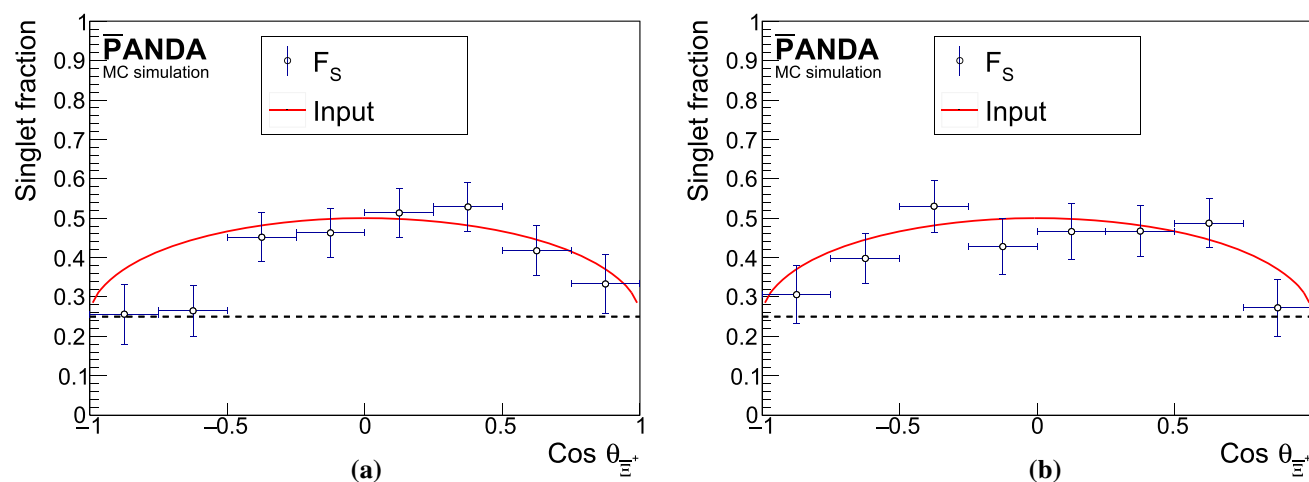 Singlet fraction
1
0.9
0.8
0.7
0.6
0.5
0.4
0.3
0.2
0.1
0
P̅ANDA
MC simulation
F_S
Input
−1
−0.5
0
0.5
1
Cos θ_Ξ̅⁺
(a)
Singlet fraction
1
0.9
0.8
0.7
0.6
0.5
0.4
0.3
0.2
0.1
0
P̅ANDA
MC simulation
F_S
Input
−1
−0.5
0
0.5
Cos θ_Ξ̅⁺
(b)